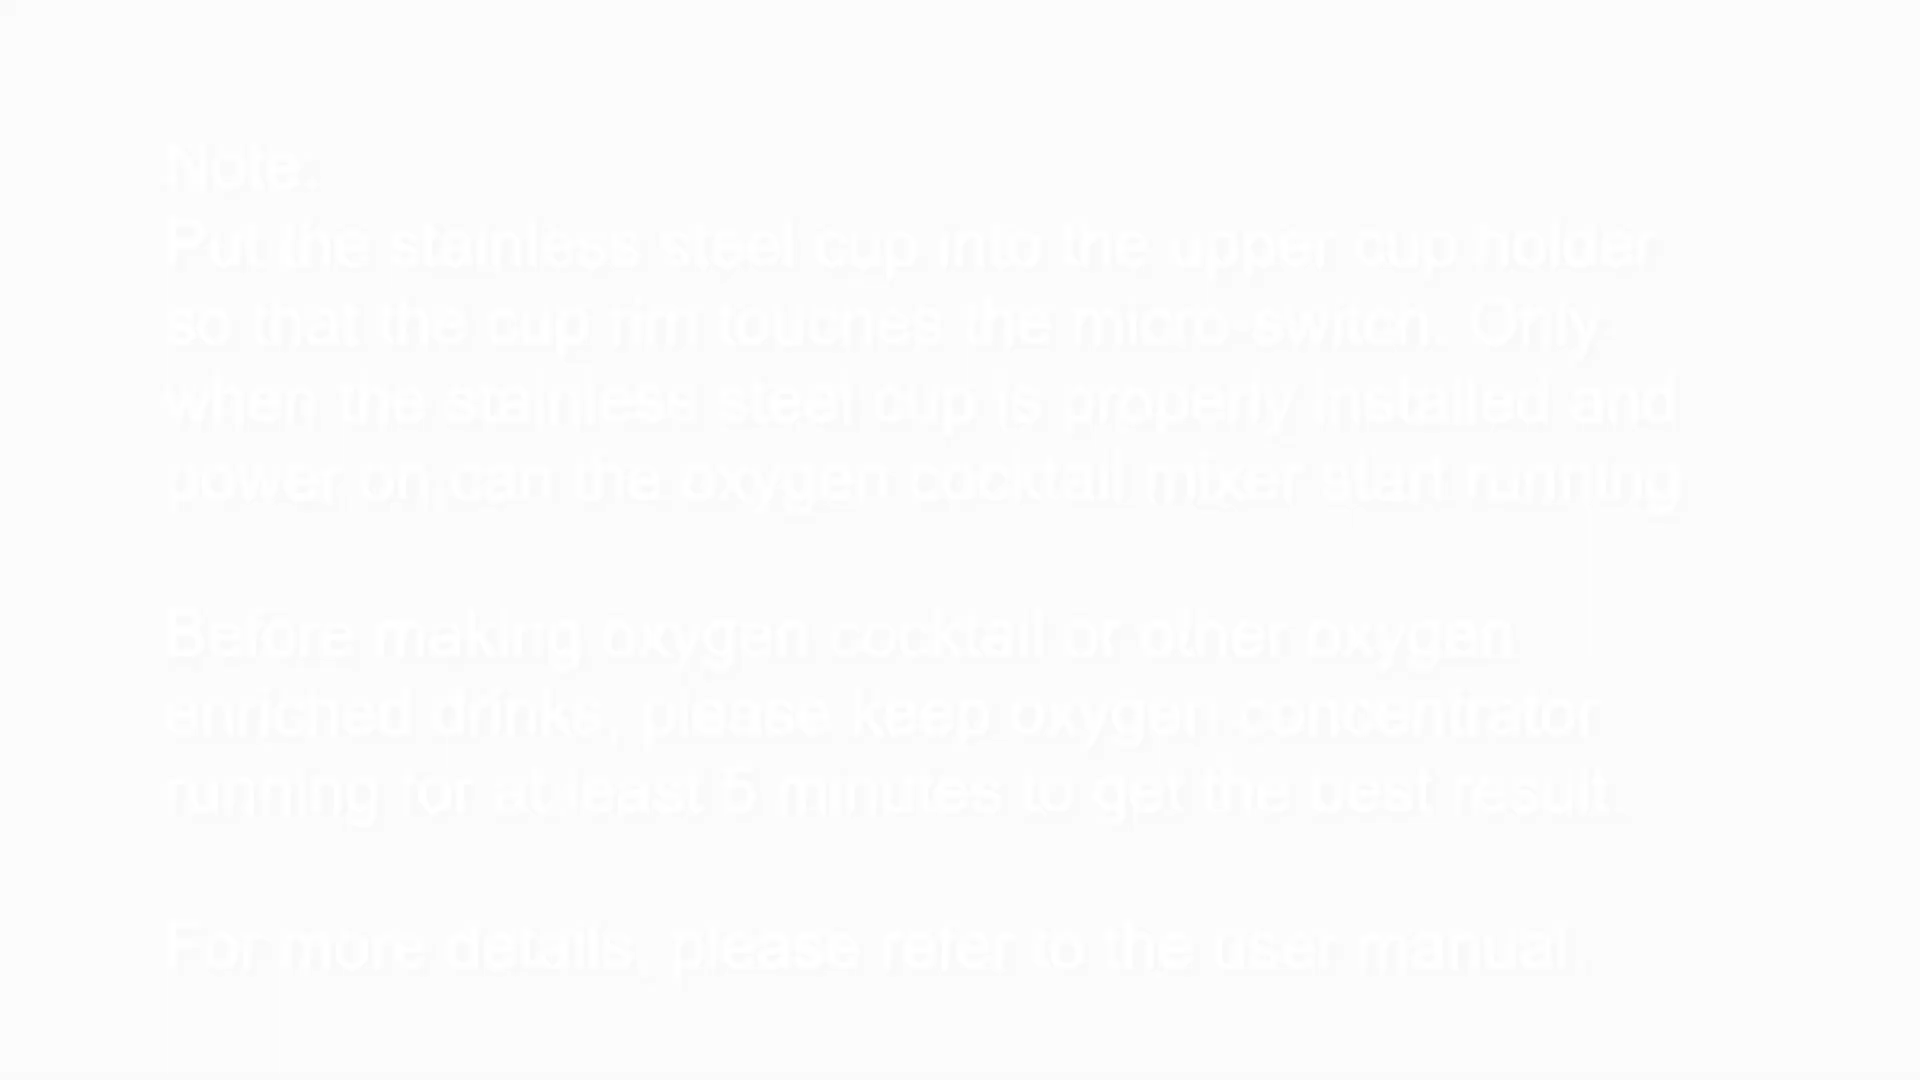 Note:
Put the stainless steel cup into the upper cup holder
so that the cup rim touches the micro-switch. Only
when the stainless steel cup is properly installed and
power on,can the oxygen cocktail mixer start running
Before making oxygen cocktail or other oxygen
enriched drinks, please keep oxygen concentrator
running for at least 5 minutes to get the best result.
For more details, please refer to the user manual.